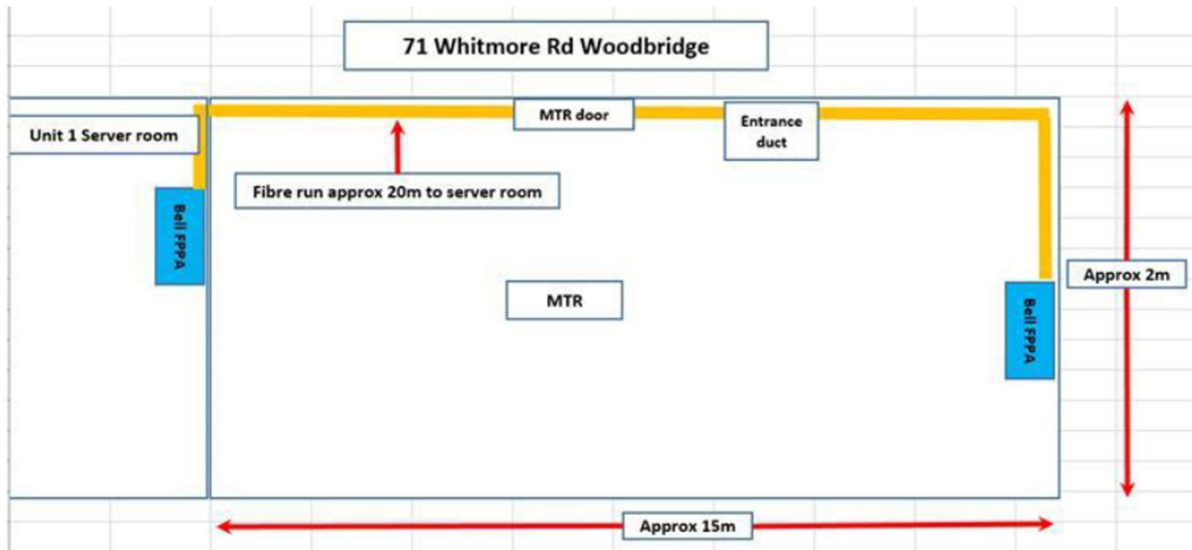 71 Whitmore Rd Woodbridge
MTR door
Entrance
duct
Unit 1 Server room
Fibre run approx 20m to server room
Bell FPPA
Approx 2m
MTR
Bell FPPA
Approx 15m